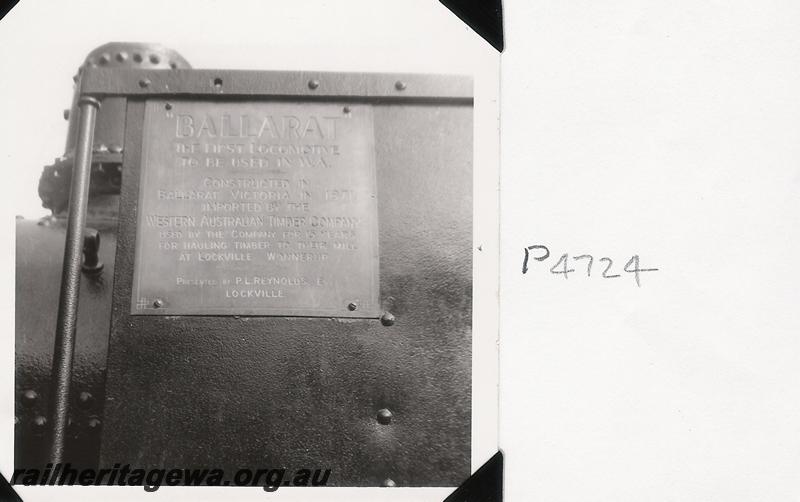 "BALLARAT"
THE FIRST LOCOMOTIVE
TO BE USED IN W.A.
CONSTRUCTED IN
BALLARAT VICTORIA IN 1871
IMPORTED BY THE
WESTERN AUSTRALIAN TIMBER COMPANY
USED BY THE COMPANY FOR 15 YEARS
FOR HAULING TIMBER TO THEIR MILL
AT LOCKVILLE WONNERUP
PRESENTED BY P.L.REYNOLDS
LOCKVILLE
P4724
railheritagewa.org.au